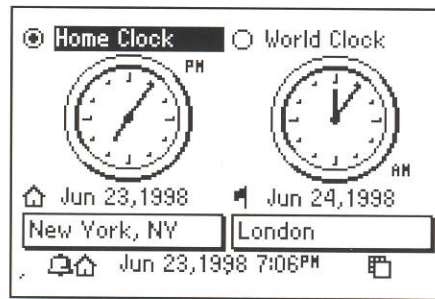 Home Clock World Clock
PM
AM
Jun 23,1998 Jun 24,1998
New York, NY London
Jun 23,1998 7:06PM